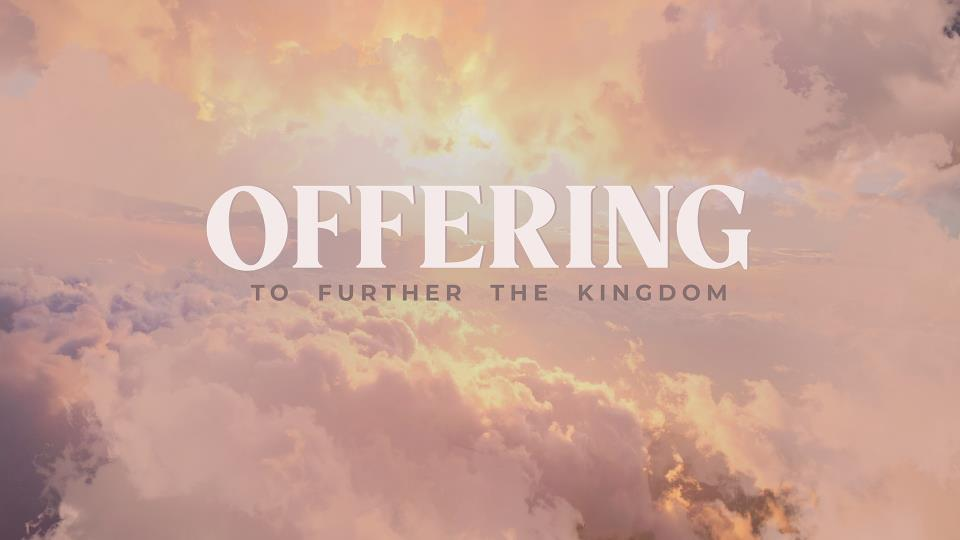 OFFERING
TO FURTHER THE KINGDOM